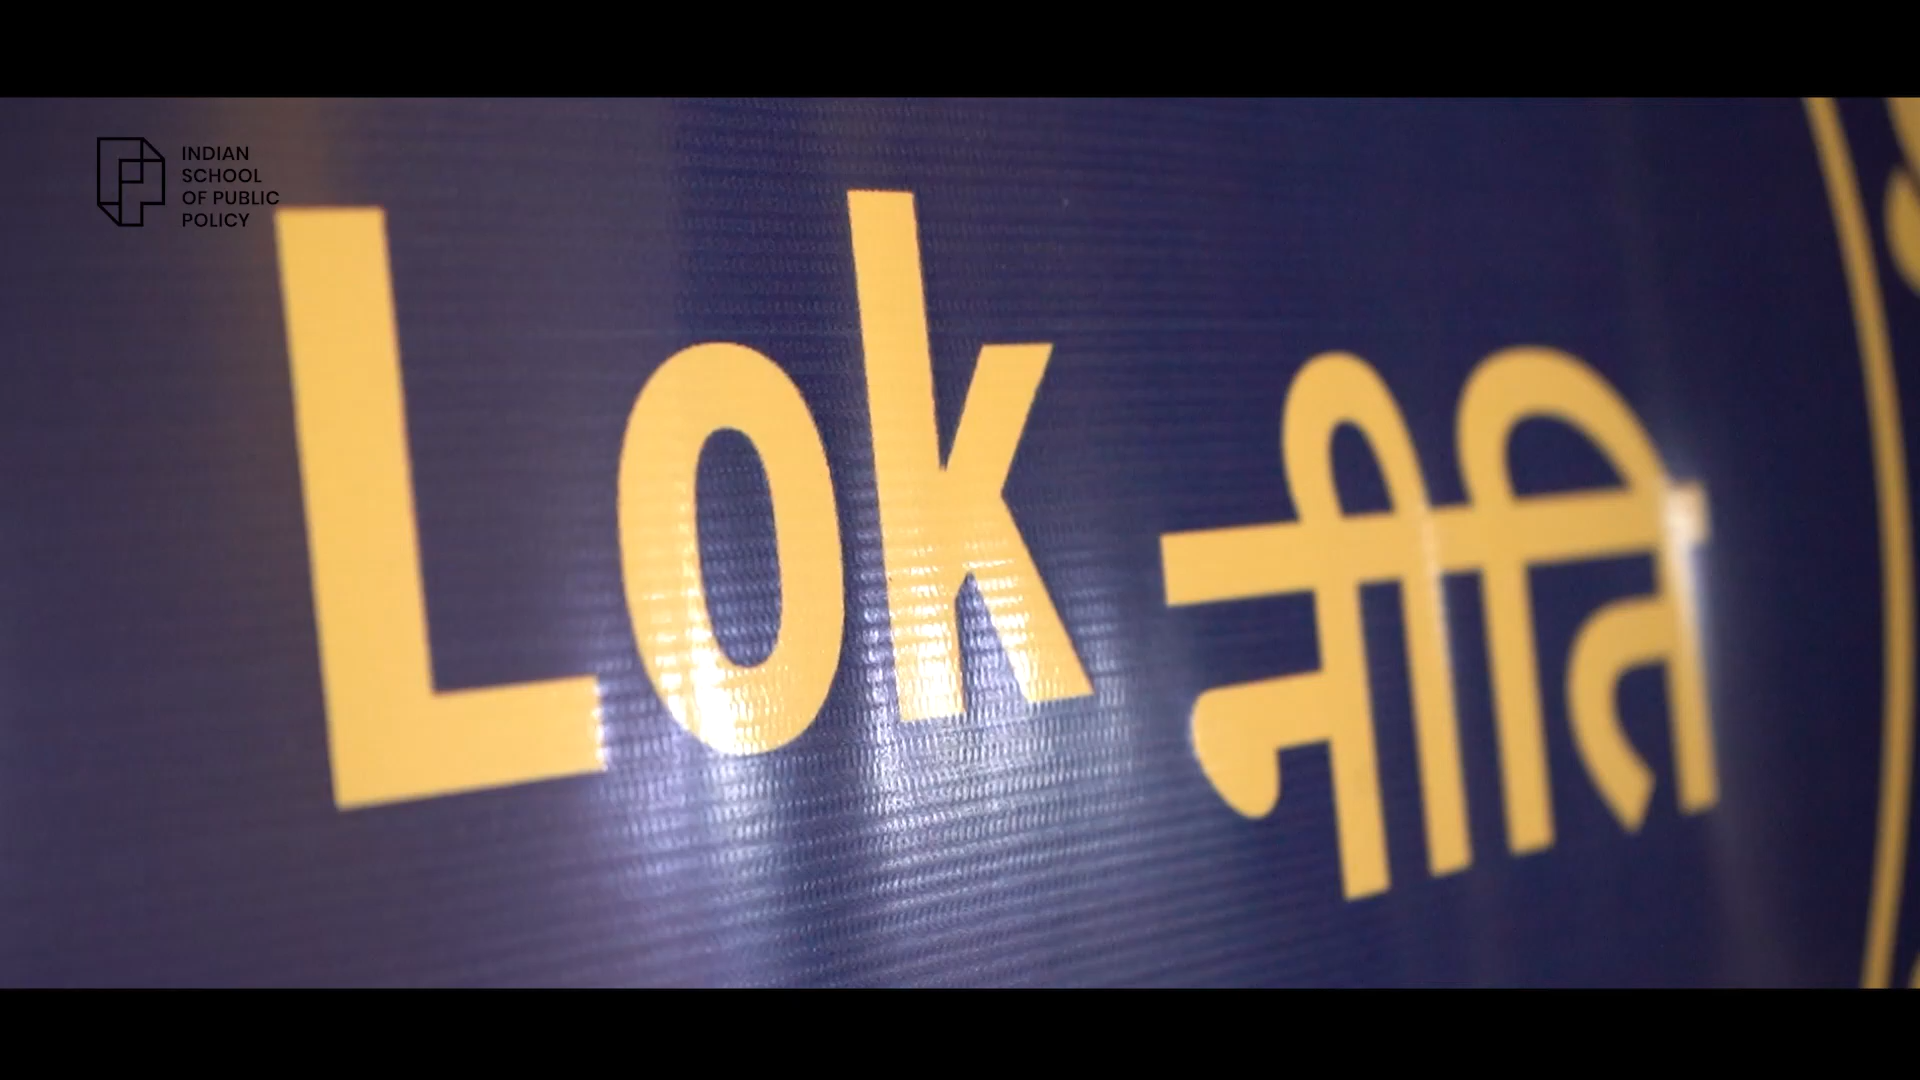 INDIAN
SCHOOL
OF PUBLIC
POLICY
Lok नीति